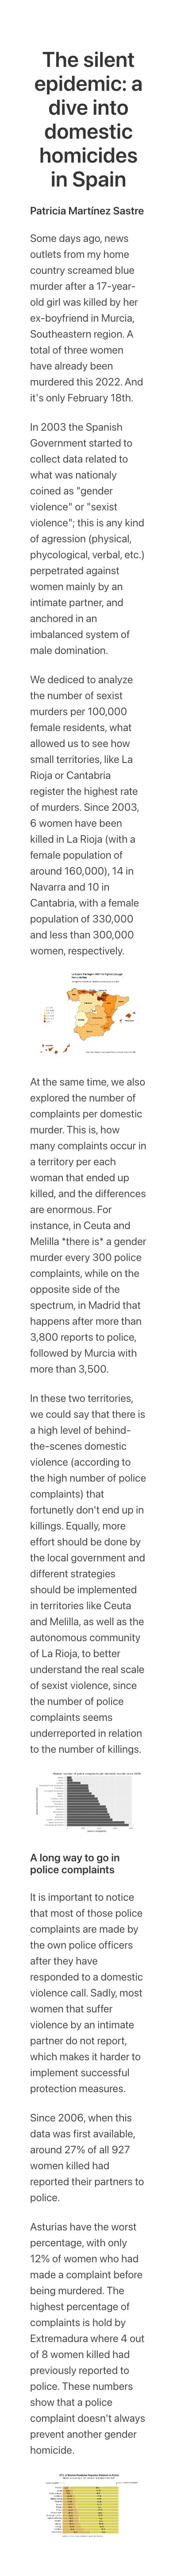 The silent
epidemic: a
dive into
domestic
homicides
in Spain
Patricia Martínez Sastre
Some days ago, news
outlets from my home
country screamed blue
murder after a 17-year-
old girl was killed by her
ex-boyfriend in Murcia,
Southeastern region. A
total of three women
have already been
murdered this 2022. And
it's only February 18th.
In 2003 the Spanish
Government started to
collect data related to
what was nationaly
coined as "gender
violence" or "sexist
violence"; this is any kind
of agression (physical,
phycological, verbal, etc.)
perpetrated against
women mainly by an
intimate partner, and
anchored in an
imbalanced system of
male domination.
We dediced to analyze
the number of sexist
murders per 100,000
female residents, what
allowed us to see how
small territories, like La
Rioja or Cantabria
register the highest rate
of murders. Since 2003,
6 women have been
killed in La Rioja (with a
female population of
around 160,000), 14 in
Navarra and 10 in
Cantabria, with a female
population of 330,000
and less than 300,000
women, respectively.
At the same time, we also
explored the number of
complaints per domestic
murder. This is, how
many complaints occur in
a territory per each
woman that ended up
killed, and the differences
are enormous. For
instance, in Ceuta and
Melilla *there is* a gender
murder every 300 police
complaints, while on the
opposite side of the
spectrum, in Madrid that
happens after more than
3,800 reports to police,
followed by Murcia with
more than 3,500.
In these two territories,
we could say that there is
a high level of behind-
the-scenes domestic
violence (according to
the high number of police
complaints) that
fortunetly don't end up in
killings. Equally, more
effort should be done by
the local government and
different strategies
should be implemented
in territories like Ceuta
and Melilla, as well as the
autonomous community
of La Rioja, to better
understand the real scale
of sexist violence, since
the number of police
complaints seems
underreported in relation
to the number of killings.
A long way to go in
police complaints
It is important to notice
that most of those police
complaints are made by
the own police officers
after they have
responded to a domestic
violence call. Sadly, most
women that suffer
violence by an intimate
partner do not report,
which makes it harder to
implement successful
protection measures.
Since 2006, when this
data was first available,
around 27% of all 927
women killed had
reported their partners to
police.
Asturias have the worst
percentage, with only
12% of women who had
made a complaint before
being murdered. The
highest percentage of
complaints is hold by
Extremadura where 4 out
of 8 women killed had
previously reported to
police. These numbers
show that a police
complaint doesn't always
prevent another gender
homicide.